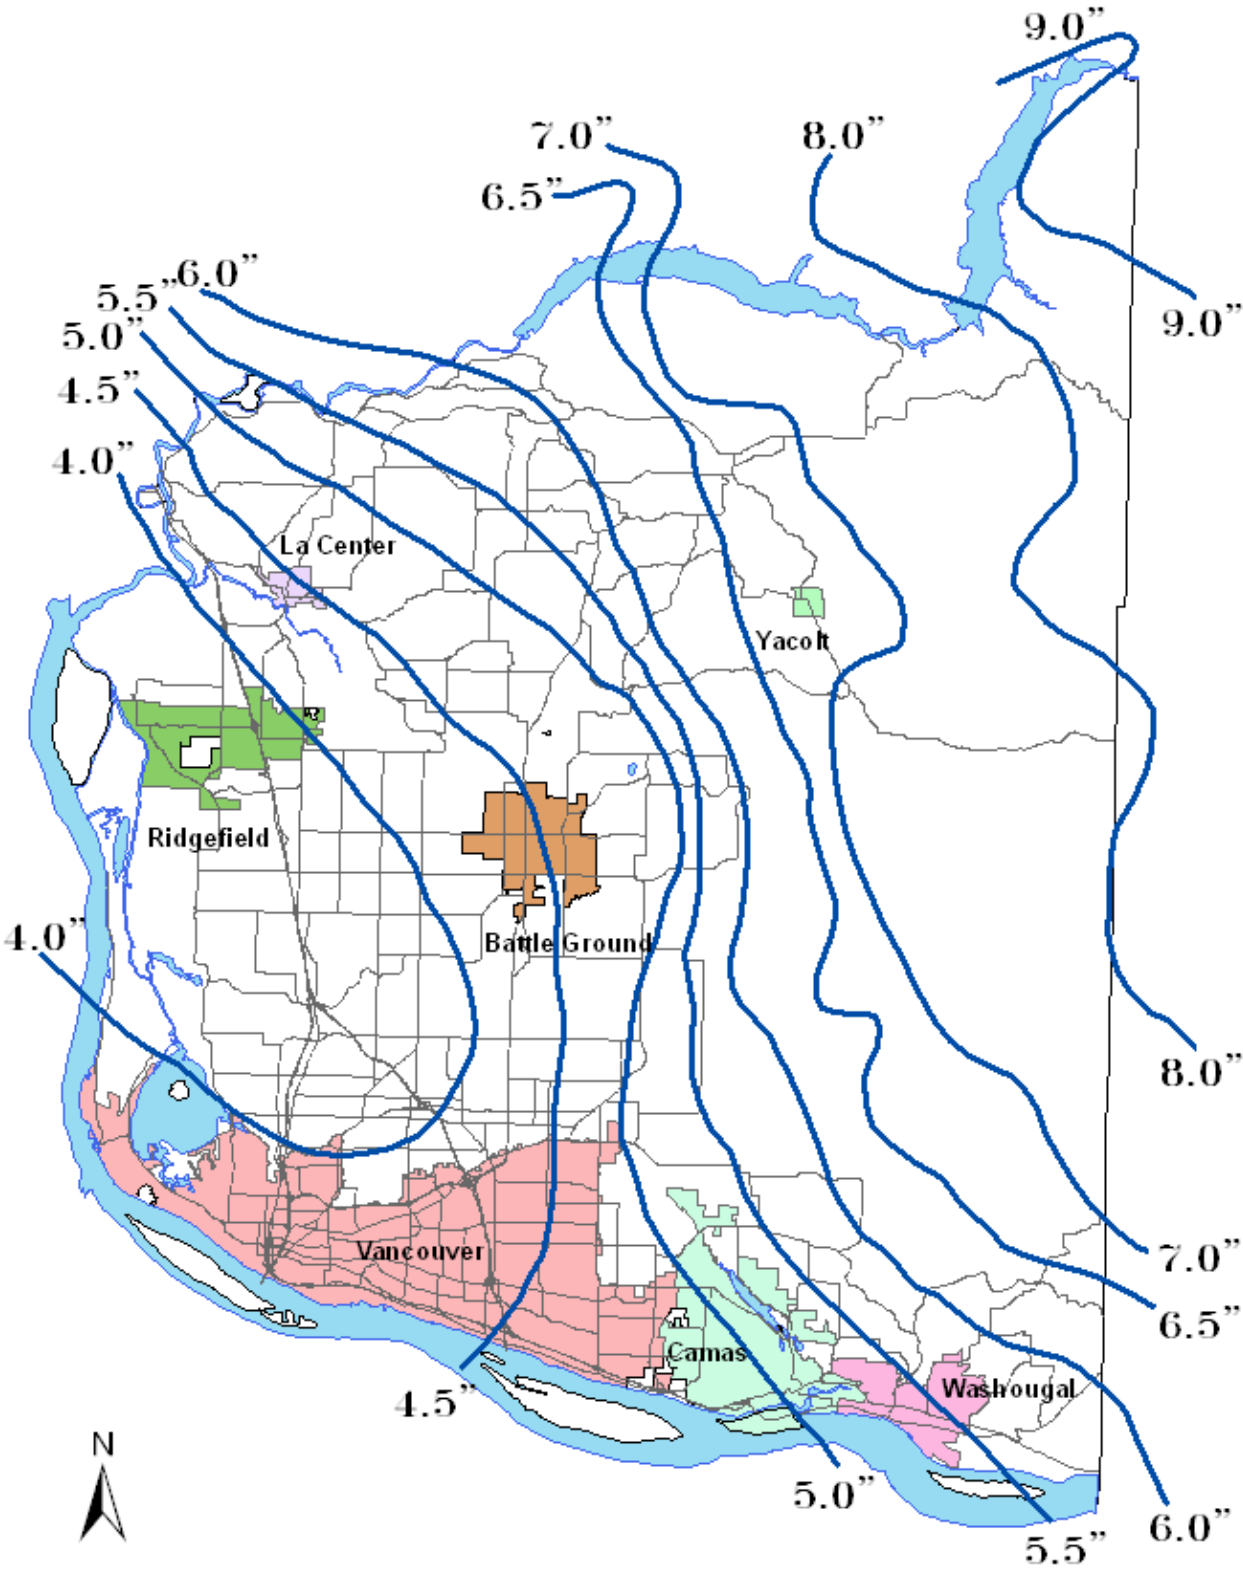 9.0”
7.0”
8.0”
6.5”
6.0”
5.5”
9.0”
5.0”
4.5”
4.0”
La Center
Yacolt
Ridgefield
4.0”
Battle Ground
8.0”
Vancouver
7.0”
6.5”
Camas
Washougal
4.5”
N
5.0”
6.0”
5.5”